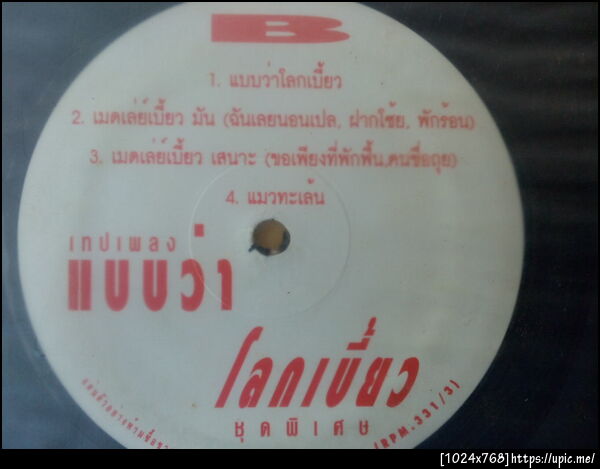 B
1. แบบว่าโลกเบี้ยว
2. เมดเล่ย์เบี้ยว มัน (ฉันเลยนอนเปล, ฝากโซ้ย, พักร้อน)
3. เมดเล่ย์เบี้ยว เสนาะ (ขอเพียงที่พักพื้น,คนชื่อถุย)
4. แมวทะเล้น
เทปเพลง
แบบว่า
โลกเบี้ยว
ชุดพิเศษ
(RPM.331/3)
[1024x768]https://upic.me/